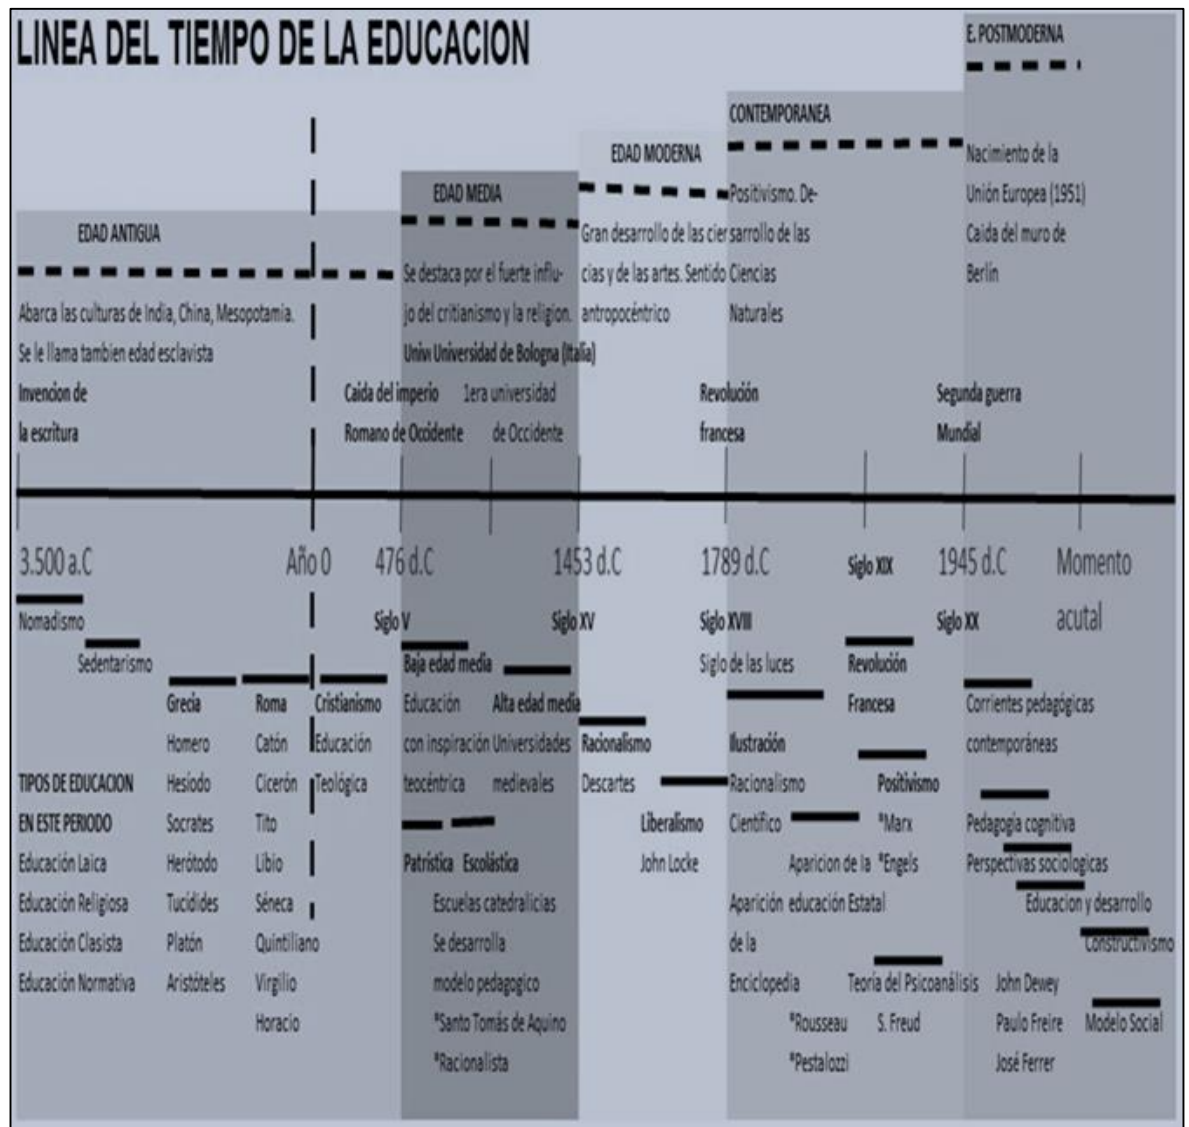 LINEA DEL TIEMPO DE LA EDUCACION
E. POSTMODERNA
Nacimiento de la
Unión Europea (1951)
Caida del muro de
Berlín
CONTEMPORANEA
Positivismo. De-
sarrollo de las
Ciencias
Naturales
EDAD MODERNA
Gran desarrollo de las cier
cias y de las artes. Sentido
antropocéntrico
EDAD MEDIA
Se destaca por el fuerte influ-
jo del critianismo y la religion.
Univ Universidad de Bologna (Italia)
1era universidad
de Occidente
EDAD ANTIGUA
Abarca las culturas de India, China, Mesopotamia.
Se le llama tambien edad esclavista
Invencion de
la escritura
Caida del imperio
Romano de Occidente
Revolución
francesa
Segunda guerra
Mundial
3.500 a.C
Año 0
476 d.C
1453 d.C
1789 d.C
Siglo XIX
1945 d.C
Momento
acutal
Siglo V
Siglo XV
Siglo XVIII
Siglo XX
Nomadismo
Sedentarismo
TIPOS DE EDUCACION
EN ESTE PERIODO
Educación Laica
Educación Religiosa
Educación Clasista
Educación Normativa
Grecia
Homero
Hesíodo
Socrates
Herótodo
Tucídides
Platón
Aristóteles
Roma
Catón
Cicerón
Tito
Libio
Séneca
Quintiliano
Virgilio
Horacio
Cristianismo
Educación
Teológica
Baja edad media
Educación
con inspiración
teocéntrica
Alta edad media
Universidades
medievales
Patrística
Escolástica
Escuelas catedralicias
Se desarrolla
modelo pedagogico
*Santo Tomás de Aquino
*Racionalista
Racionalismo
Descartes
Liberalismo
John Locke
Siglo de las luces
Ilustración
Racionalismo
Científico
Aparición
de la
Enciclopedia
Aparicion de la
educación Estatal
*Rousseau
*Pestalozzi
Revolución
Francesa
Positivismo
*Marx
*Engels
Teoría del Psicoanálisis
S. Freud
Corrientes pedagógicas
contemporáneas
Pedagogía cognitiva
Perspectivas sociologicas
Educacion y desarrollo
Constructivismo
John Dewey
Paulo Freire
José Ferrer
Modelo Social